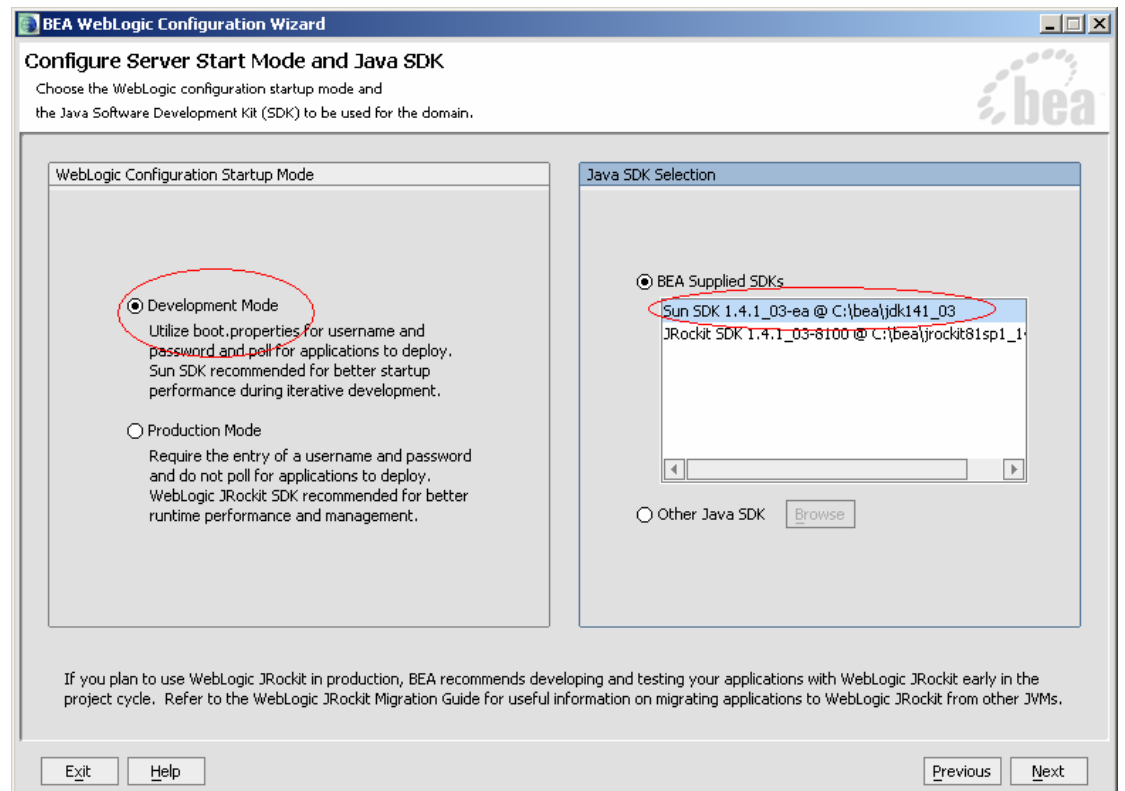 BEA WebLogic Configuration Wizard
Configure Server Start Mode and Java SDK
Choose the WebLogic configuration startup mode and
the Java Software Development Kit (SDK) to be used for the domain.
bea
WebLogic Configuration Startup Mode
Development Mode
Utilize boot.properties for username and
password and poll for applications to deploy.
Sun SDK recommended for better startup
performance during iterative development.
Production Mode
Require the entry of a username and password
and do not poll for applications to deploy.
WebLogic JRockit SDK recommended for better
runtime performance and management.
Java SDK Selection
BEA Supplied SDKs
Sun SDK 1.4.1_03-ea @ C:\bea\jdk141_03
JRockit SDK 1.4.1_03-8100 @ C:\bea\jrockit81sp1_1
Other Java SDK Browse
If you plan to use WebLogic JRockit in production, BEA recommends developing and testing your applications with WebLogic JRockit early in the
project cycle. Refer to the WebLogic JRockit Migration Guide for useful information on migrating applications to WebLogic JRockit from other JVMs.
Exit Help Previous Next